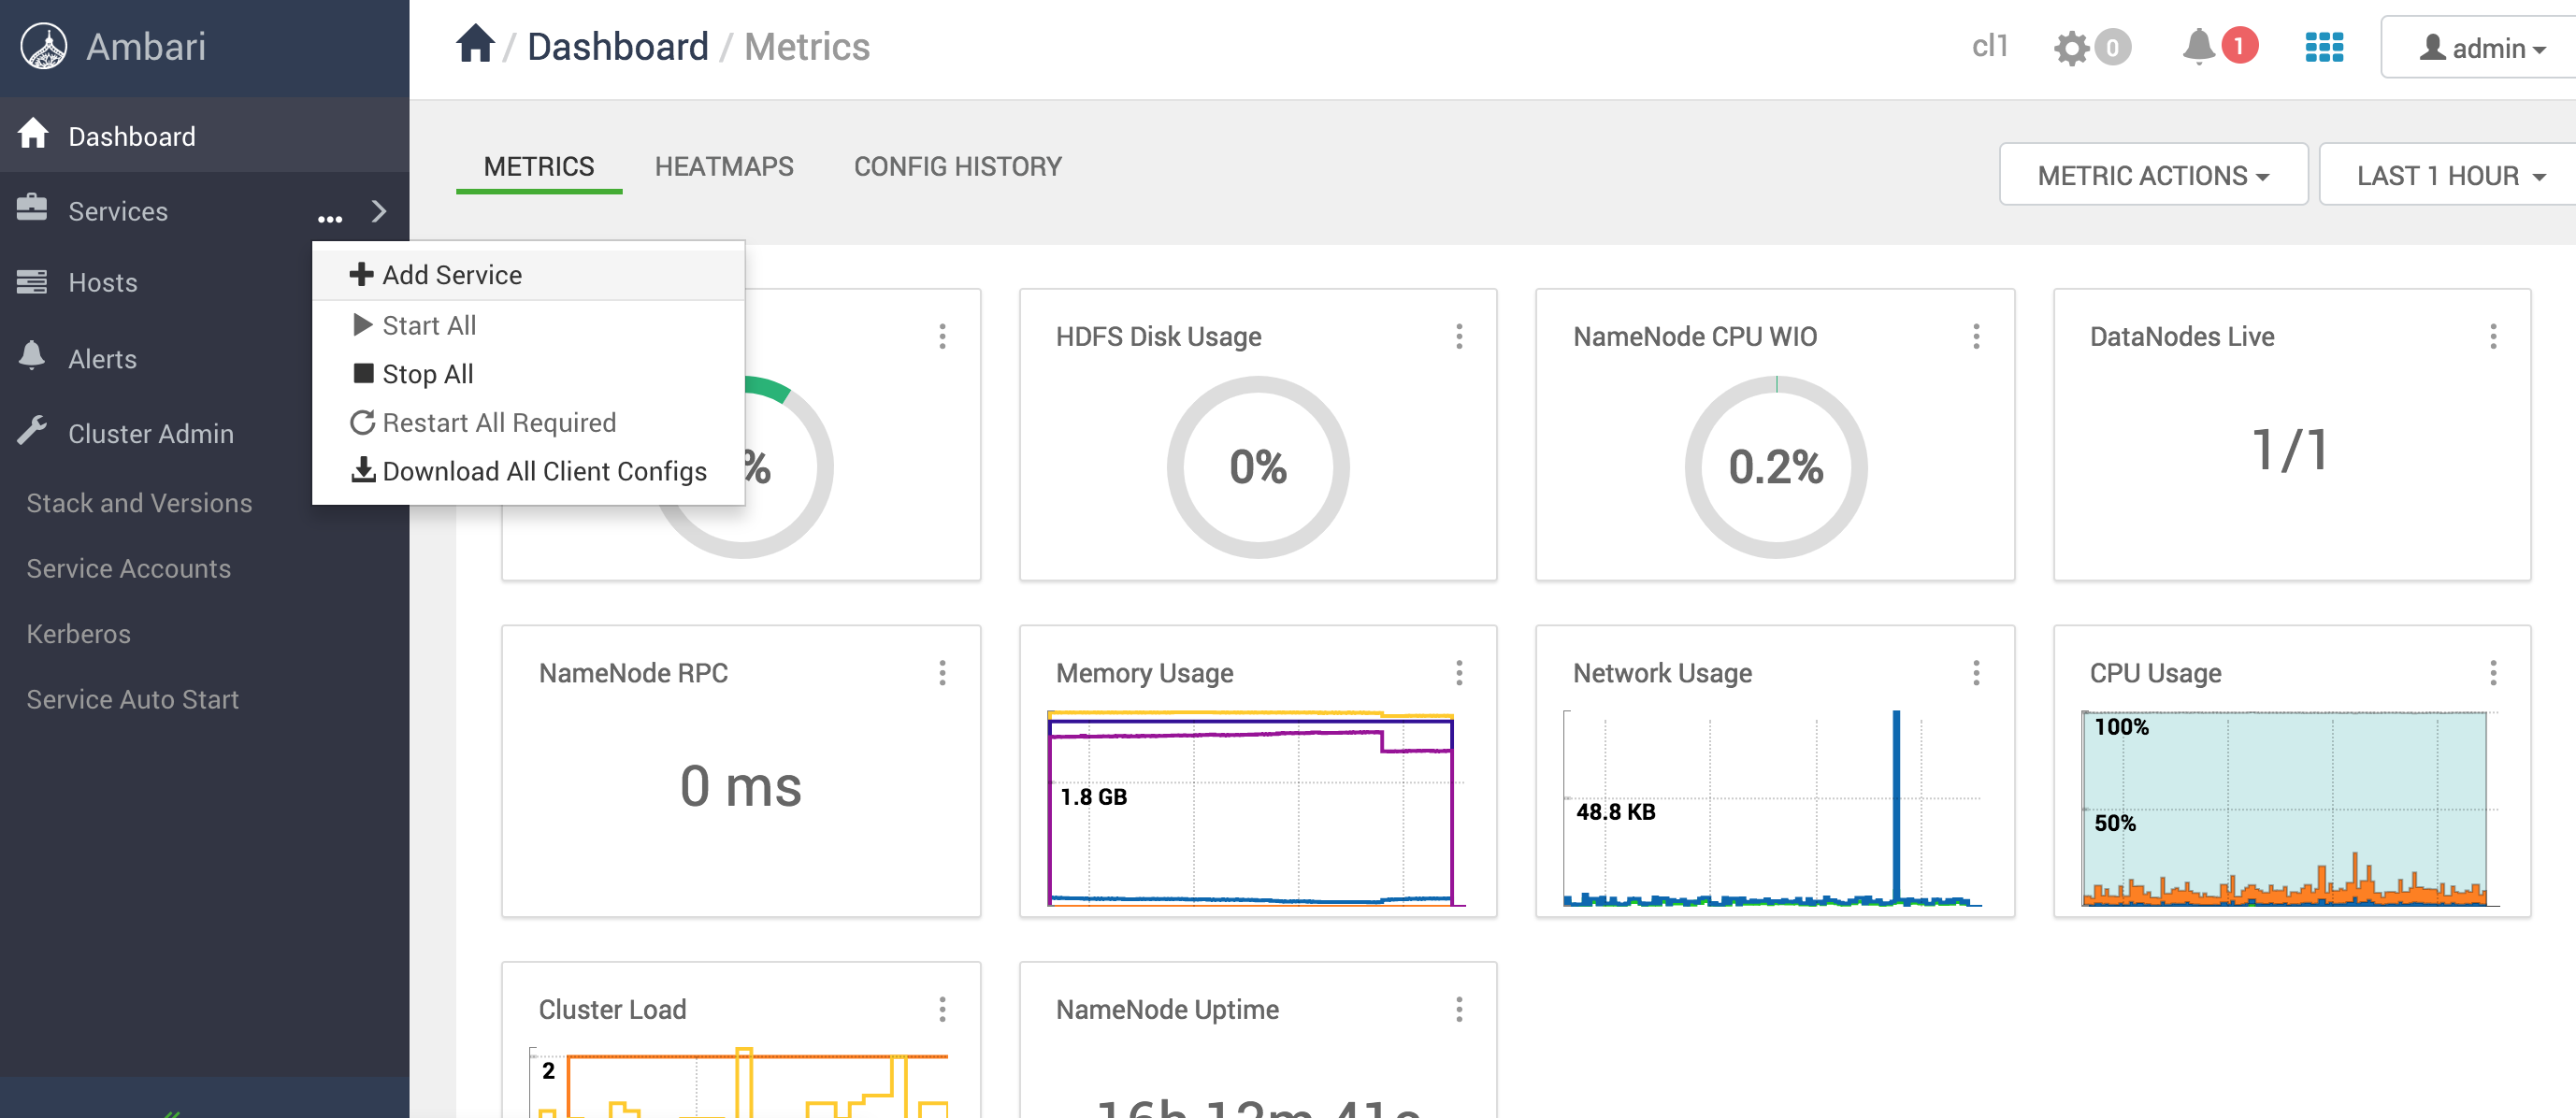 Ambari
Dashboard / Metrics
cl1
0
1
admin
Dashboard
Services
...
Hosts
Alerts
Cluster Admin
Stack and Versions
Service Accounts
Kerberos
Service Auto Start
METRICS
HEATMAPS
CONFIG HISTORY
METRIC ACTIONS
LAST 1 HOUR
Add Service
Start All
Stop All
Restart All Required
Download All Client Configs
%
HDFS Disk Usage
0%
NameNode CPU WIO
0.2%
DataNodes Live
1/1
NameNode RPC
0 ms
Memory Usage
1.8 GB
Network Usage
48.8 KB
CPU Usage
100%
50%
Cluster Load
2
NameNode Uptime
16h 12m 41s